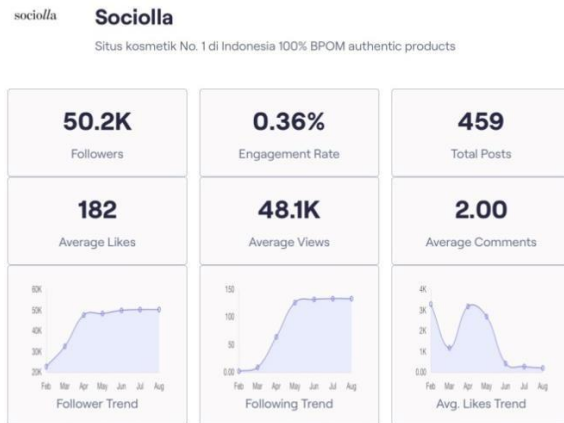 sociolla
Sociolla
Situs kosmetik No. 1 di Indonesia 100% BPOM authentic products
50.2K
Followers
0.36%
Engagement Rate
459
Total Posts
182
Average Likes
48.1K
Average Views
2.00
Average Comments
60K
50K
40K
30K
20K
Feb Mar Apr May Jun Jul Aug
Follower Trend
150
100
50
0.00
Feb Mar Apr May Jun Jul Aug
Following Trend
4K
3K
2K
1K
0.00
Feb Mar Apr May Jun Jul Aug
Avg. Likes Trend